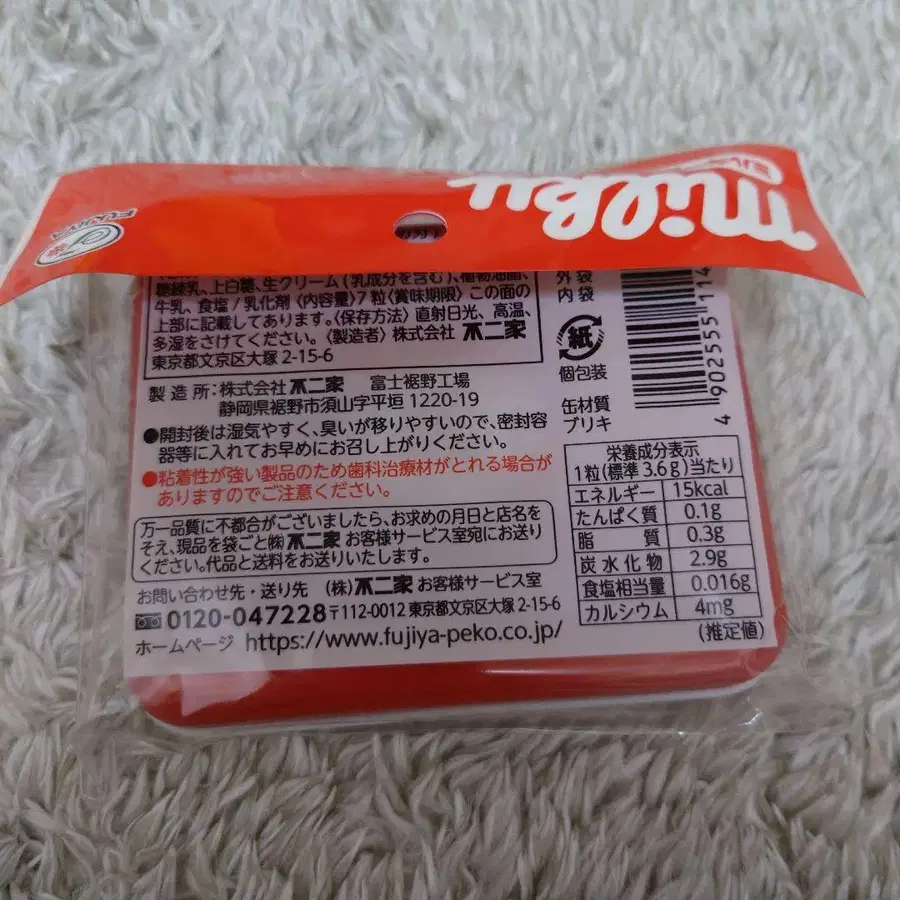 milky
FUJIYA
糖練乳、上白糖、生クリーム(乳成分を含む)、植物油脂、
牛乳、食塩/乳化剤〈内容量〉7粒〈賞味期限〉この面の
上部に記載してあります。〈保存方法〉直射日光、高温、
多湿をさけてください。〈製造者〉株式会社 不二家
東京都文京区大塚2-15-6
製造所:株式会社 不二家 富士裾野工場
静岡県裾野市須山字平垣1220-19
●開封後は湿気やすく、臭いが移りやすいので、密封容
器等に入れてお早めにお召し上がりください。
●粘着性が強い製品のため歯科治療材がとれる場合が
ありますのでご注意ください。
万一品質に不都合がございましたら、お求めの月日と店名を
そえ、現品を袋ごと㈱不二家 お客様サービス室宛にお送り
ください。代品と送料をお送りいたします。
お問い合わせ先・送り先 (株)不二家 お客様サービス室
0120-047228 〒112-0012 東京都文京区大塚2-15-6
ホームページ https://www.fujiya-peko.co.jp/
外袋
内袋
紙
個包装
缶材質
ブリキ
4 902555 114
栄養成分表示
1粒(標準3.6g)当たり
エネルギー 15kcal
たんぱく質 0.1g
脂質 0.3g
炭水化物 2.9g
食塩相当量 0.016g
カルシウム 4mg
(推定値)